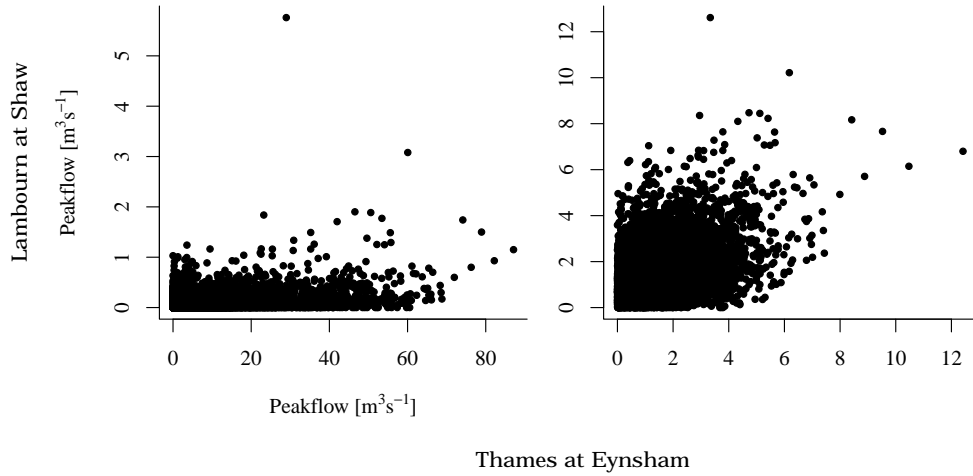 Lambourn at Shaw
Peakflow [m³s⁻¹]
5
4
3
2
1
0
0 20 40 60 80
Peakflow [m³s⁻¹]
12
10
8
6
4
2
0
0 2 4 6 8 10 12
Thames at Eynsham